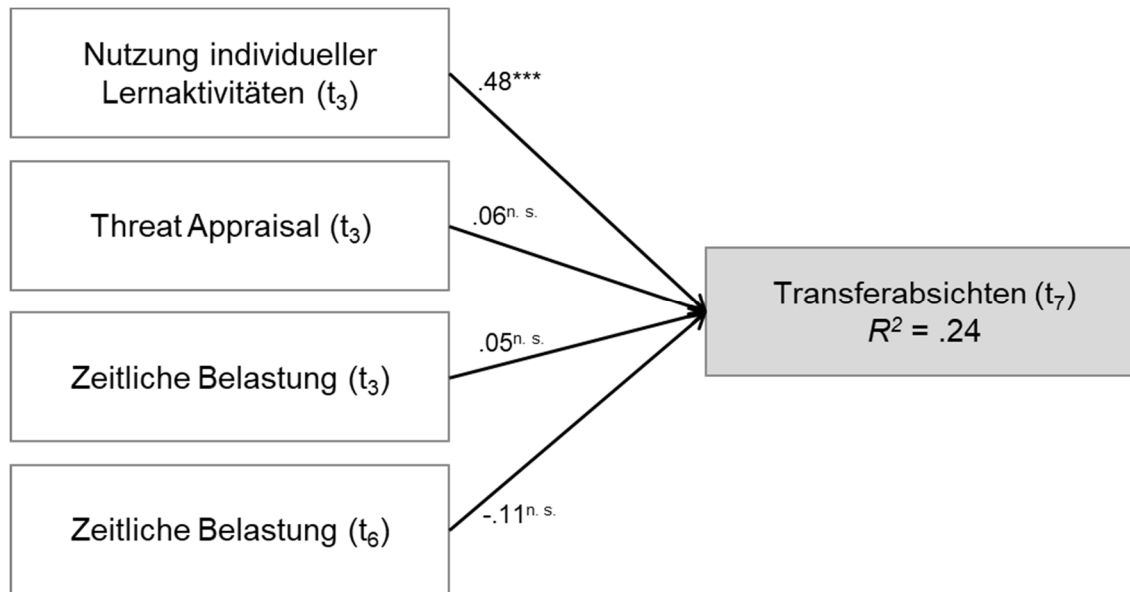 Nutzung individueller
Lernaktivitäten (t₃)
.48***
Threat Appraisal (t₃)
.06ⁿ· ˢ·
Zeitliche Belastung (t₃)
.05ⁿ· ˢ·
Zeitliche Belastung (t₆)
-.11ⁿ· ˢ·
Transferabsichten (t₇)
R² = .24